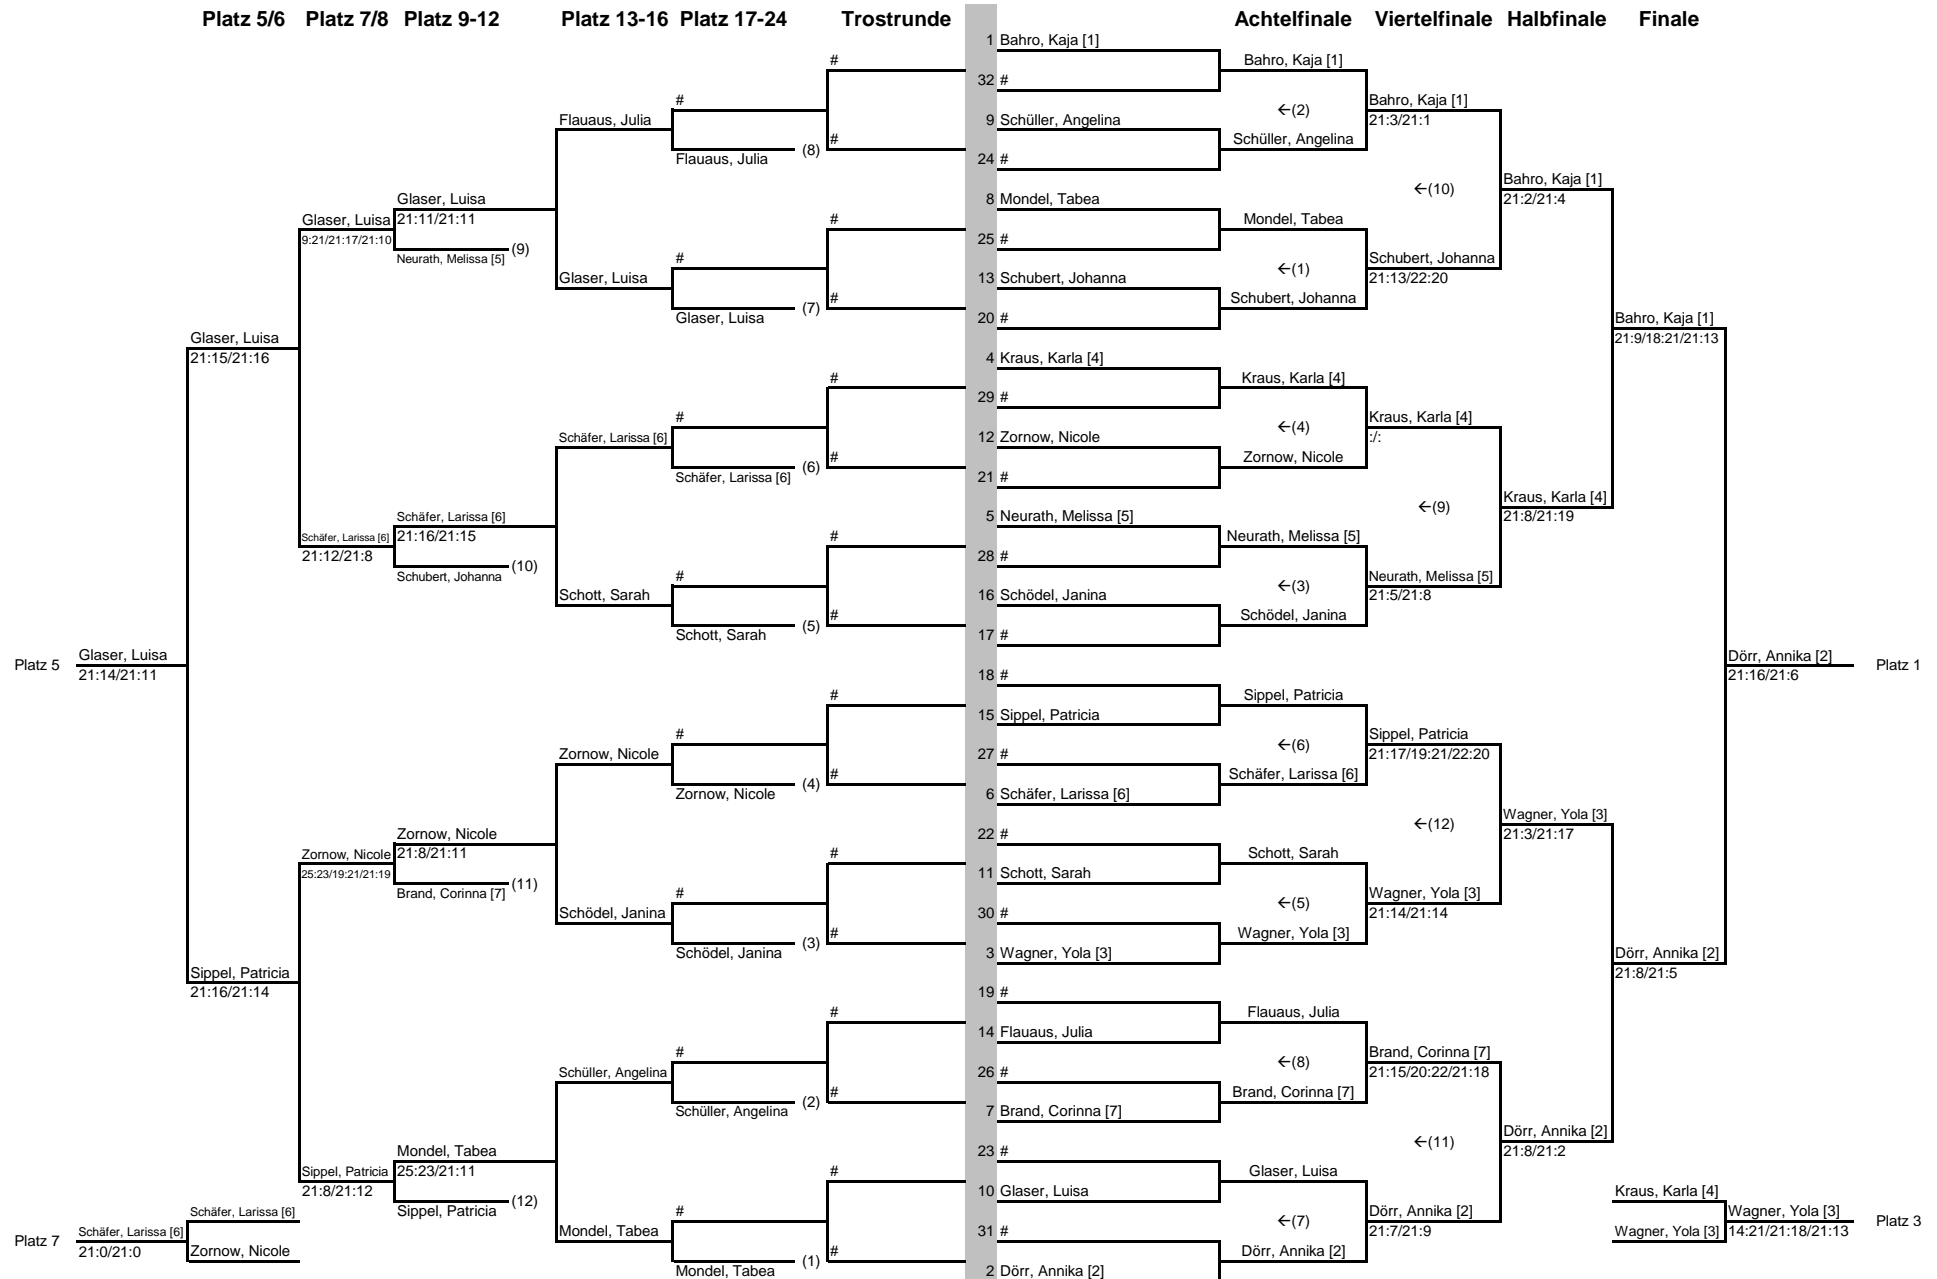 Platz 5/6 Platz 7/8 Platz 9-12 Platz 13-16 Platz 17-24 Trostrunde Achtelfinale Viertelfinale Halbfinale Finale
1 Bahro, Kaja [1]
# Bahro, Kaja [1]
32 #
# Bahro, Kaja [1]
←(2)
Flauaus, Julia 9 Schüller, Angelina 21:3/21:1
# Schüller, Angelina
(8)
Flauaus, Julia 24 #
Bahro, Kaja [1]
←(10)
Glaser, Luisa 8 Mondel, Tabea 21:2/21:4
Glaser, Luisa 21:11/21:11 # Mondel, Tabea
9:21/21:17/21:10 25 #
Neurath, Melissa [5] (9) # Schubert, Johanna
←(1)
Glaser, Luisa 13 Schubert, Johanna 21:13/22:20
# Schubert, Johanna
(7)
Glaser, Luisa 20 # Bahro, Kaja [1]
Glaser, Luisa 21:9/18:21/21:13
21:15/21:16 4 Kraus, Karla [4]
# Kraus, Karla [4]
29 #
# Kraus, Karla [4]
←(4)
Schäfer, Larissa [6] 12 Zornow, Nicole :/:
# Zornow, Nicole
(6)
Schäfer, Larissa [6] 21 #
Kraus, Karla [4]
←(9)
Schäfer, Larissa [6] 5 Neurath, Melissa [5] 21:8/21:19
Schäfer, Larissa [6] 21:16/21:15 # Neurath, Melissa [5]
21:12/21:8 28 #
Schubert, Johanna (10) # Neurath, Melissa [5]
←(3)
Schott, Sarah 16 Schödel, Janina 21:5/21:8
# Schödel, Janina
(5)
Schott, Sarah 17 #
Platz 5 Glaser, Luisa Dörr, Annika [2] Platz 1
21:14/21:11 18 # 21:16/21:6
# Sippel, Patricia
15 Sippel, Patricia
# Sippel, Patricia
←(6)
Zornow, Nicole 27 # 21:17/19:21/22:20
# Schäfer, Larissa [6]
(4)
Zornow, Nicole 6 Schäfer, Larissa [6]
Wagner, Yola [3]
←(12)
Zornow, Nicole 22 # 21:3/21:17
Zornow, Nicole 21:8/21:11 # Schott, Sarah
25:23/19:21/21:19 11 Schott, Sarah
Brand, Corinna [7] (11) # Wagner, Yola [3]
←(5)
Schödel, Janina 30 # 21:14/21:14
# Wagner, Yola [3]
(3)
Schödel, Janina 3 Wagner, Yola [3] Dörr, Annika [2]
Sippel, Patricia 21:8/21:5
21:16/21:14 19 #
# Flauaus, Julia
14 Flauaus, Julia
# Brand, Corinna [7]
←(8)
Schüller, Angelina 26 # 21:15/20:22/21:18
# Brand, Corinna [7]
(2)
Schüller, Angelina 7 Brand, Corinna [7]
Dörr, Annika [2]
←(11)
Mondel, Tabea 23 # 21:8/21:2
Sippel, Patricia 25:23/21:11 # Glaser, Luisa
21:8/21:12 10 Glaser, Luisa Kraus, Karla [4]
Sippel, Patricia (12)
Schäfer, Larissa [6] # Dörr, Annika [2] Wagner, Yola [3] Platz 3
←(7)
Platz 7 Schäfer, Larissa [6] Mondel, Tabea 31 # 21:7/21:9 Wagner, Yola [3] 14:21/21:18/21:13
21:0/21:0 Zornow, Nicole # Dörr, Annika [2]
(1)
Mondel, Tabea 2 Dörr, Annika [2]